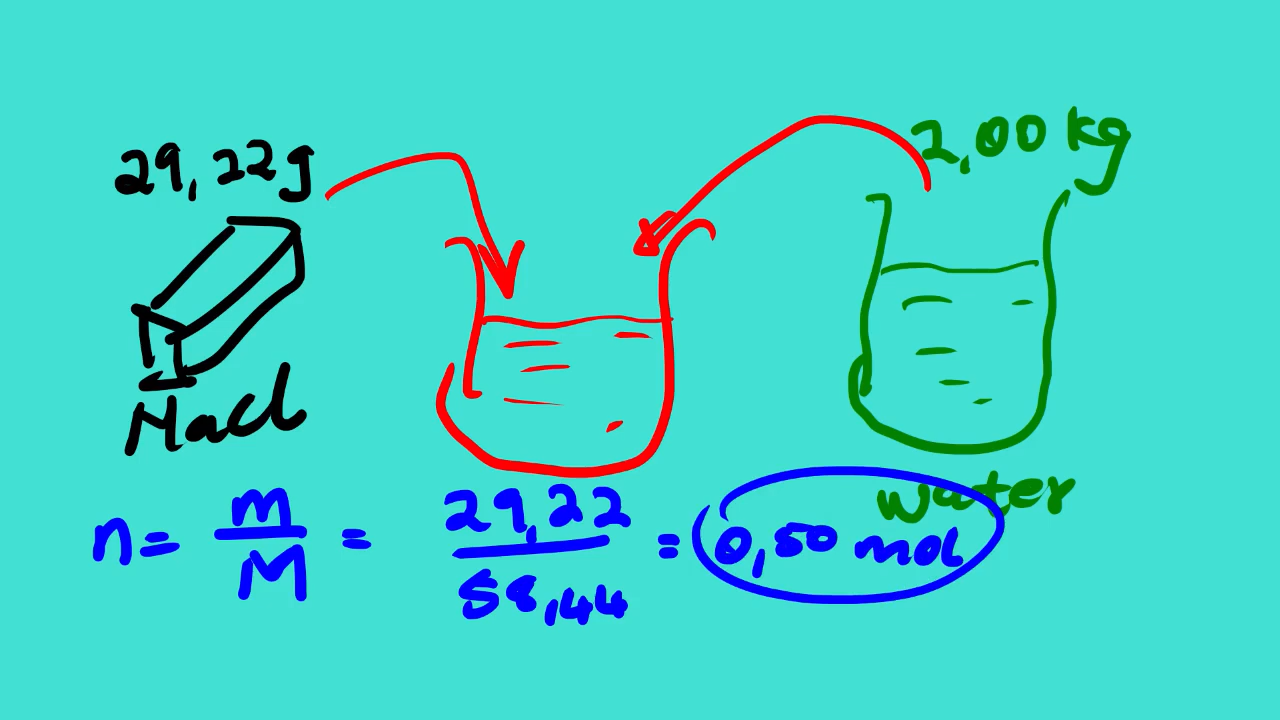 2,00 kg
29,22g
NaCl
water
n = m/M = 29,22/58,44 = 0,50 mol